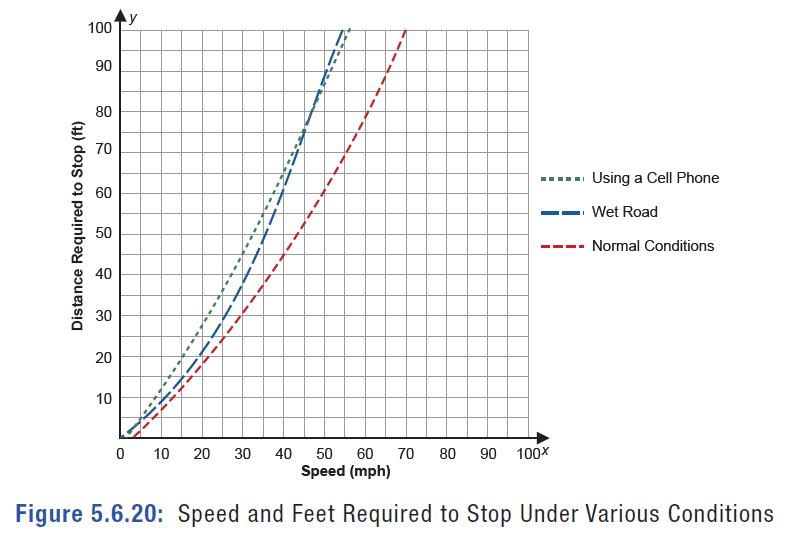 y
100
90
80
70
60
50
40
30
20
10
Distance Required to Stop (ft)
0 10 20 30 40 50 60 70 80 90 100 x
Speed (mph)
Using a Cell Phone
Wet Road
Normal Conditions
Figure 5.6.20: Speed and Feet Required to Stop Under Various Conditions